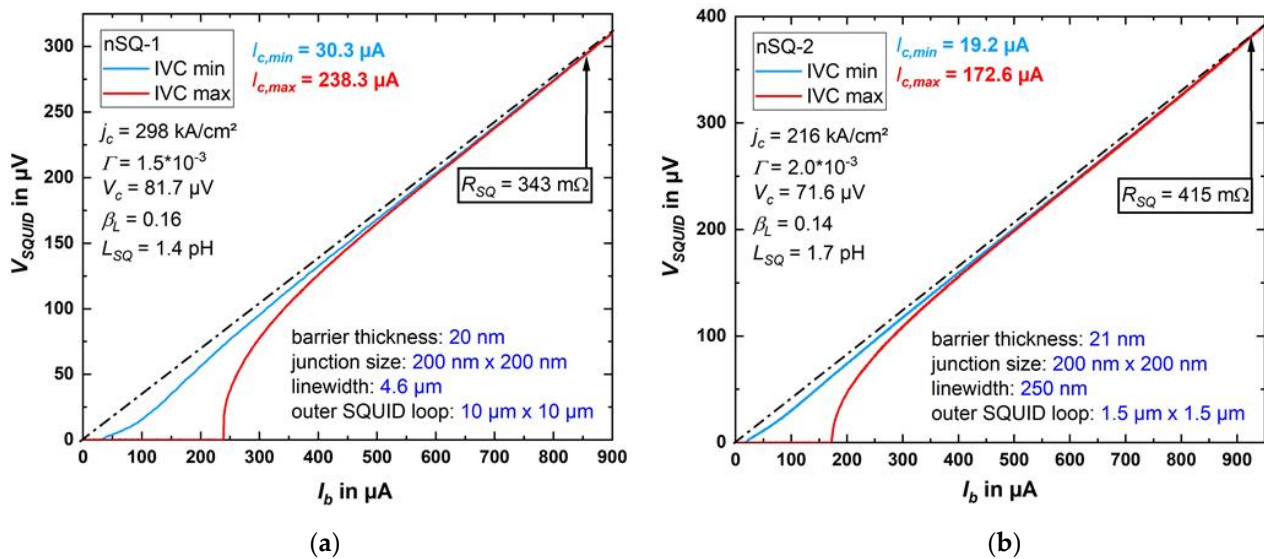 nSQ-1
IVC min
IVC max
I_c,min = 30.3 µA
I_c,max = 238.3 µA
j_c = 298 kA/cm²
Γ = 1.5*10⁻³
V_c = 81.7 µV
β_L = 0.16
L_SQ = 1.4 pH
R_SQ = 343 mΩ
barrier thickness: 20 nm
junction size: 200 nm x 200 nm
linewidth: 4.6 µm
outer SQUID loop: 10 µm x 10 µm
V_SQUID in µV
300
250
200
150
100
50
0
0 100 200 300 400 500 600 700 800 900
I_b in µA
(a)
nSQ-2
IVC min
IVC max
I_c,min = 19.2 µA
I_c,max = 172.6 µA
j_c = 216 kA/cm²
Γ = 2.0*10⁻³
V_c = 71.6 µV
β_L = 0.14
L_SQ = 1.7 pH
R_SQ = 415 mΩ
barrier thickness: 21 nm
junction size: 200 nm x 200 nm
linewidth: 250 nm
outer SQUID loop: 1.5 µm x 1.5 µm
V_SQUID in µV
400
300
200
100
0
0 100 200 300 400 500 600 700 800 900
I_b in µA
(b)